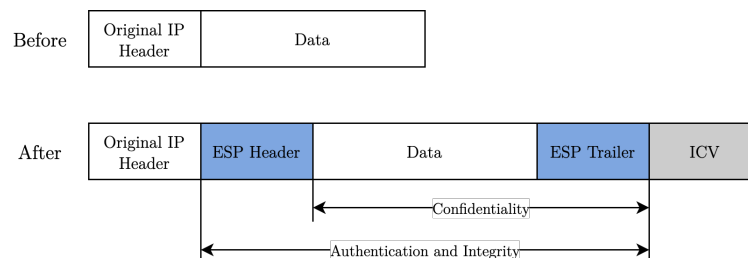 Before
Original IP
Header
Data
After
Original IP
Header
ESP Header
Data
ESP Trailer
ICV
Confidentiality
Authentication and Integrity